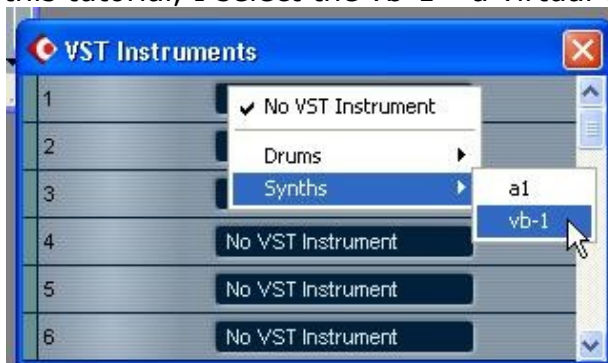 this tutorial, I select the vb-1 - a virtual
VST Instruments
1
✓ No VST Instrument
2
Drums
3
Synths
a1
vb-1
4
No VST Instrument
5
No VST Instrument
6
No VST Instrument